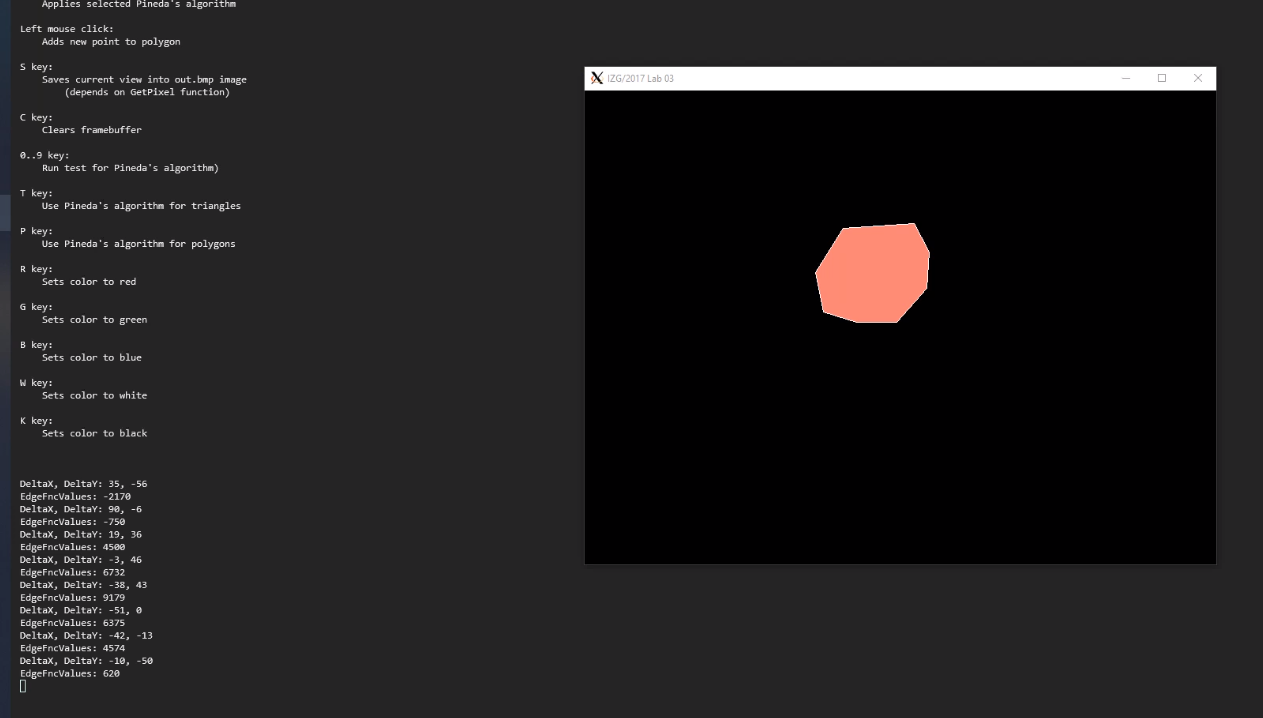 Applies selected Pineda's algorithm
Left mouse click:
Adds new point to polygon
S key:
Saves current view into out.bmp image
(depends on GetPixel function)
C key:
Clears framebuffer
0..9 key:
Run test for Pineda's algorithm)
T key:
Use Pineda's algorithm for triangles
P key:
Use Pineda's algorithm for polygons
R key:
Sets color to red
G key:
Sets color to green
B key:
Sets color to blue
W key:
Sets color to white
K key:
Sets color to black
DeltaX, DeltaY: 35, -56
EdgeFncValues: -2170
DeltaX, DeltaY: 90, -6
EdgeFncValues: -750
DeltaX, DeltaY: 19, 36
EdgeFncValues: 4500
DeltaX, DeltaY: -3, 46
EdgeFncValues: 6732
DeltaX, DeltaY: -38, 43
EdgeFncValues: 9179
DeltaX, DeltaY: -51, 0
EdgeFncValues: 6375
DeltaX, DeltaY: -42, -13
EdgeFncValues: 4574
DeltaX, DeltaY: -10, -50
EdgeFncValues: 620
IZG/2017 Lab 03